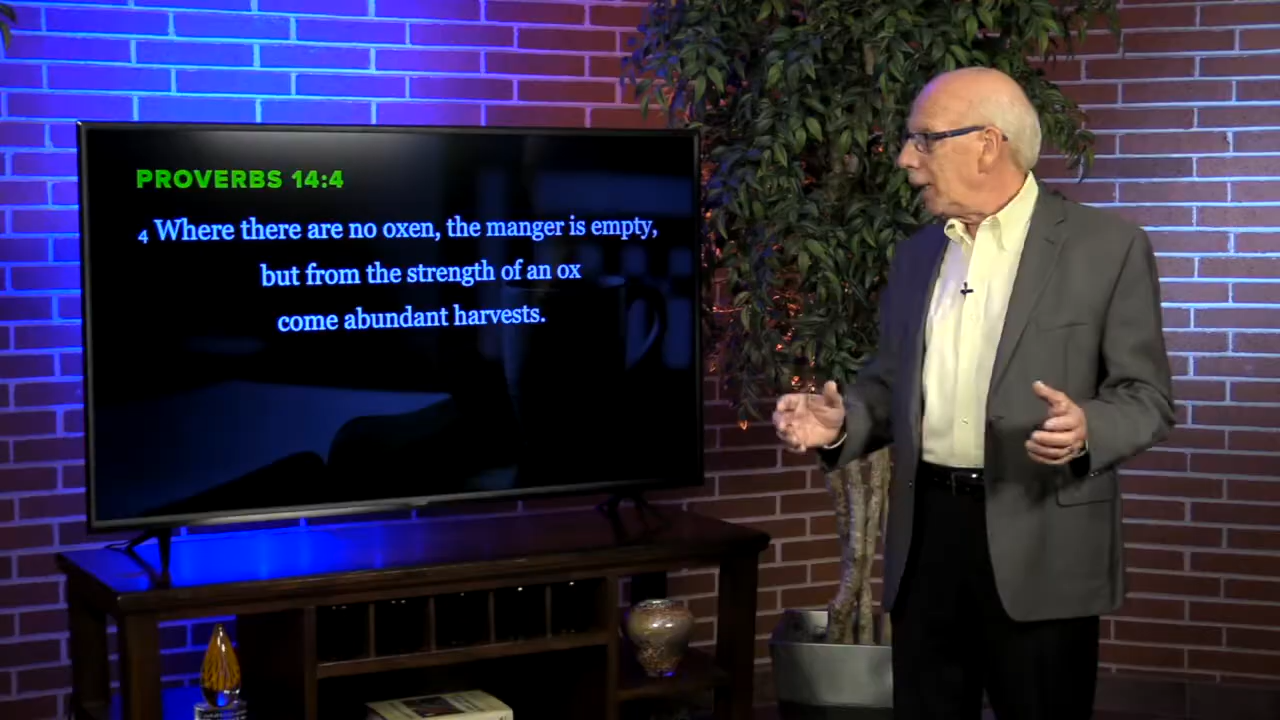 PROVERBS 14:4
4 Where there are no oxen, the manger is empty,
but from the strength of an ox
come abundant harvests.